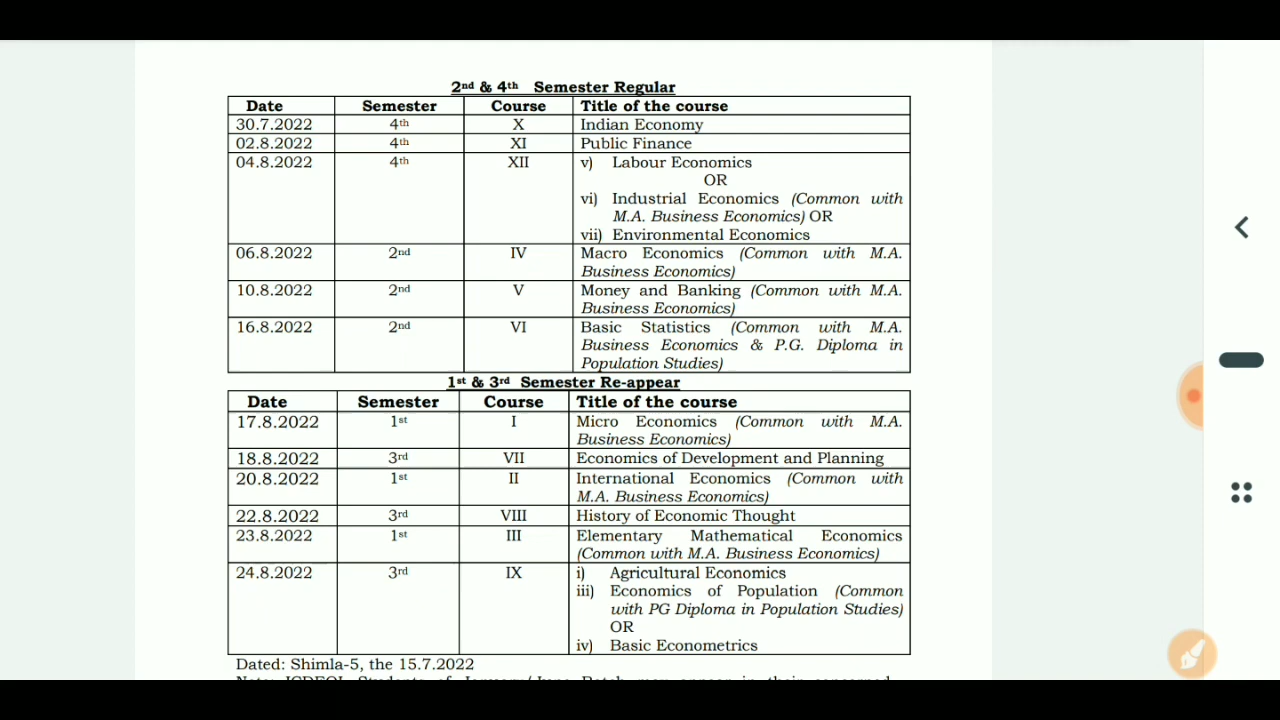 2nd & 4th Semester Regular
Date Semester Course Title of the course
30.7.2022 4th X Indian Economy
02.8.2022 4th XI Public Finance
04.8.2022 4th XII v) Labour Economics
OR
vi) Industrial Economics (Common with
M.A. Business Economics) OR
vii) Environmental Economics
06.8.2022 2nd IV Macro Economics (Common with M.A.
Business Economics)
10.8.2022 2nd V Money and Banking (Common with M.A.
Business Economics)
16.8.2022 2nd VI Basic Statistics (Common with M.A.
Business Economics & P.G. Diploma in
Population Studies)
1st & 3rd Semester Re-appear
Date Semester Course Title of the course
17.8.2022 1st I Micro Economics (Common with M.A.
Business Economics)
18.8.2022 3rd VII Economics of Development and Planning
20.8.2022 1st II International Economics (Common with
M.A. Business Economics)
22.8.2022 3rd VIII History of Economic Thought
23.8.2022 1st III Elementary Mathematical Economics
(Common with M.A. Business Economics)
24.8.2022 3rd IX i) Agricultural Economics
iii) Economics of Population (Common
with PG Diploma in Population Studies)
OR
iv) Basic Econometrics
Dated: Shimla-5, the 15.7.2022